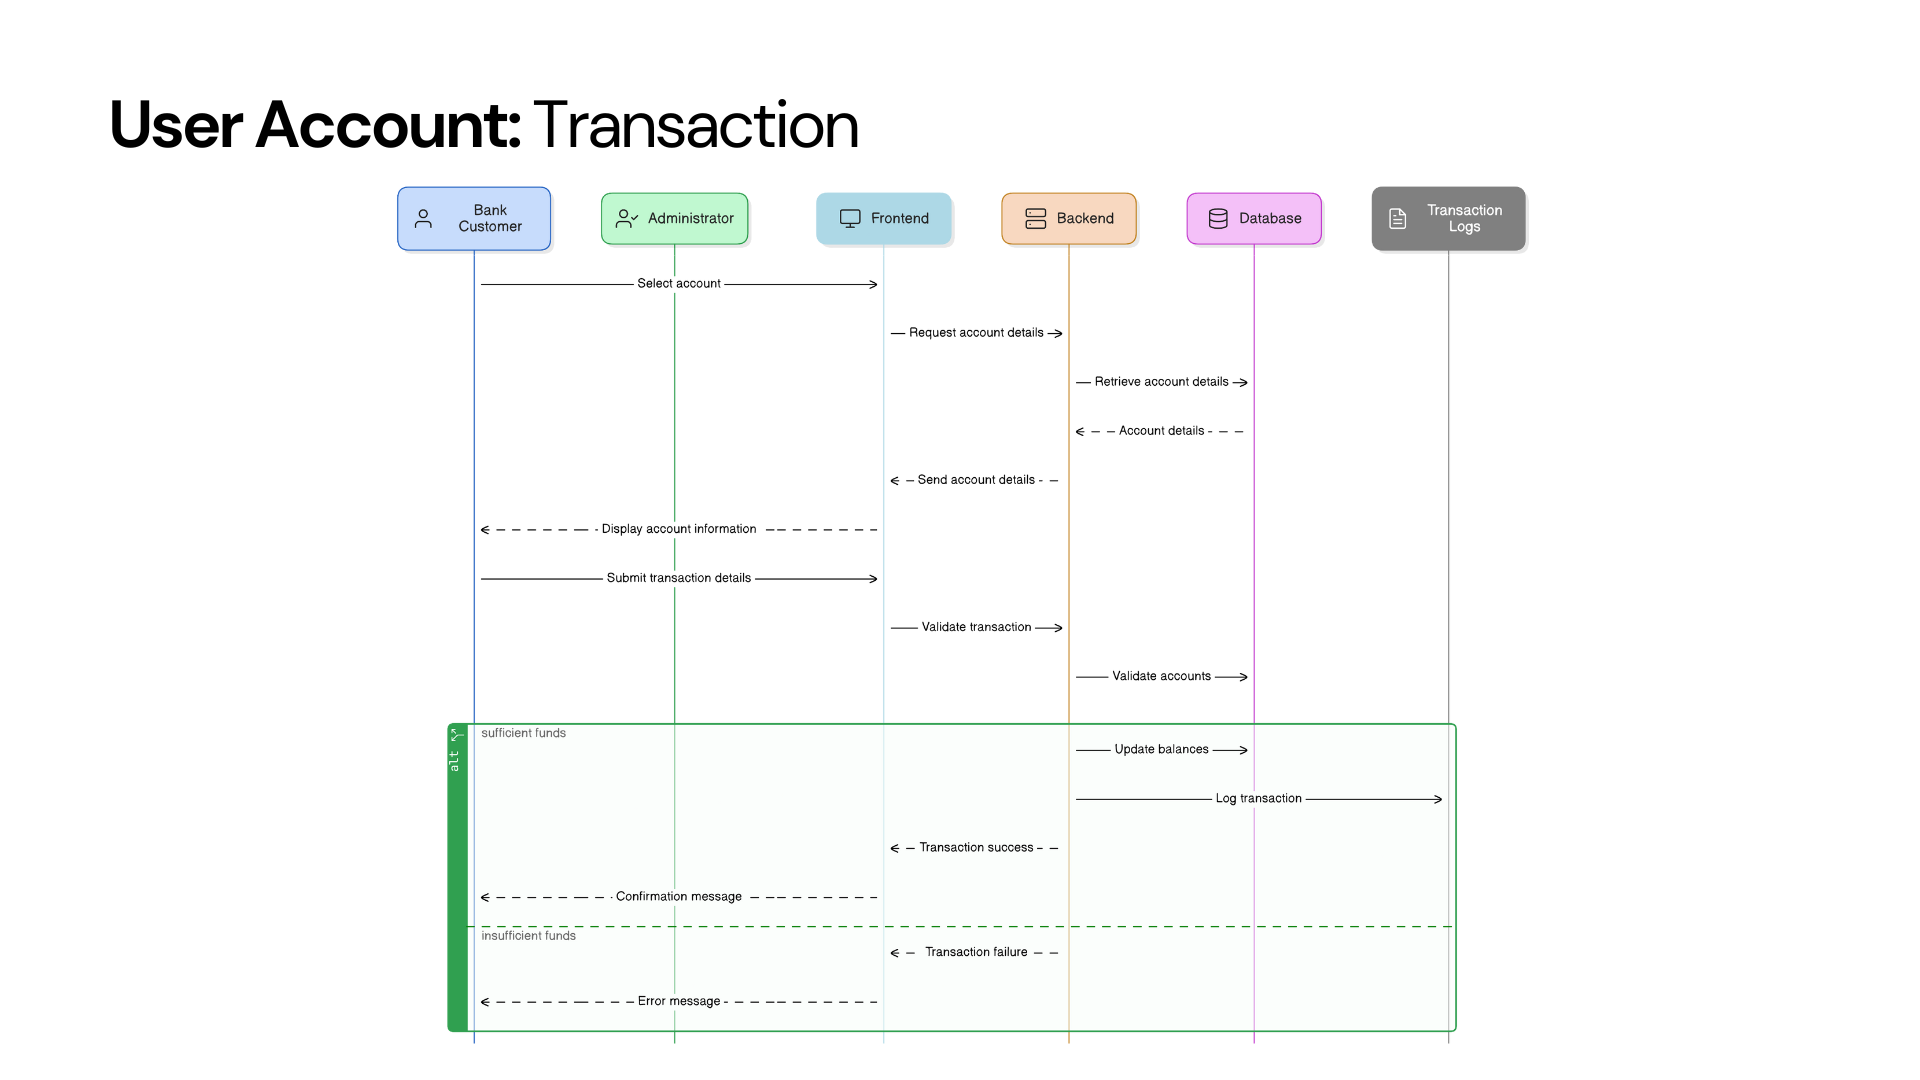 User Account: Transaction
Bank
Customer
Administrator
Frontend
Backend
Database
Transaction
Logs
Select account
Request account details
Retrieve account details
Account details
Send account details
Display account information
Submit transaction details
Validate transaction
Validate accounts
alt
sufficient funds
Update balances
Log transaction
Transaction success
Confirmation message
insufficient funds
Transaction failure
Error message